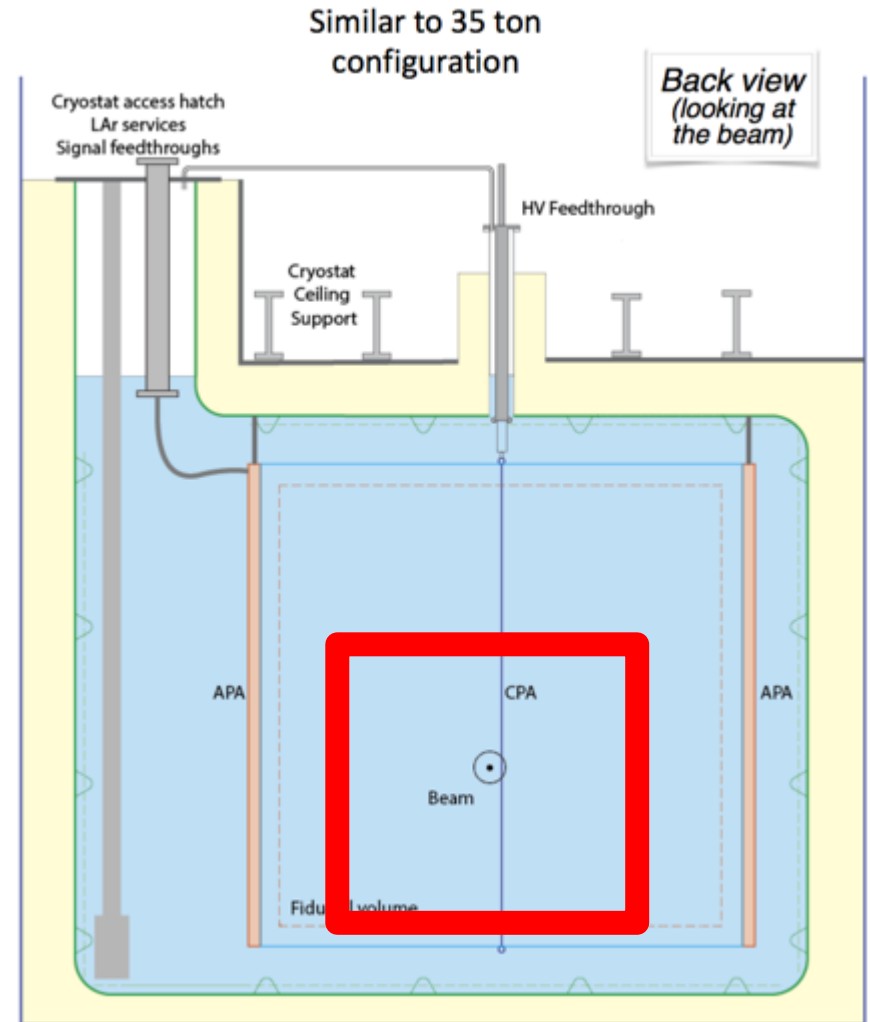 Similar to 35 ton
configuration
Back view
(looking at
the beam)
Cryostat access hatch
LAr services
Signal feedthroughs
HV Feedthrough
Cryostat
Ceiling
Support
APA
CPA
APA
Beam
volume